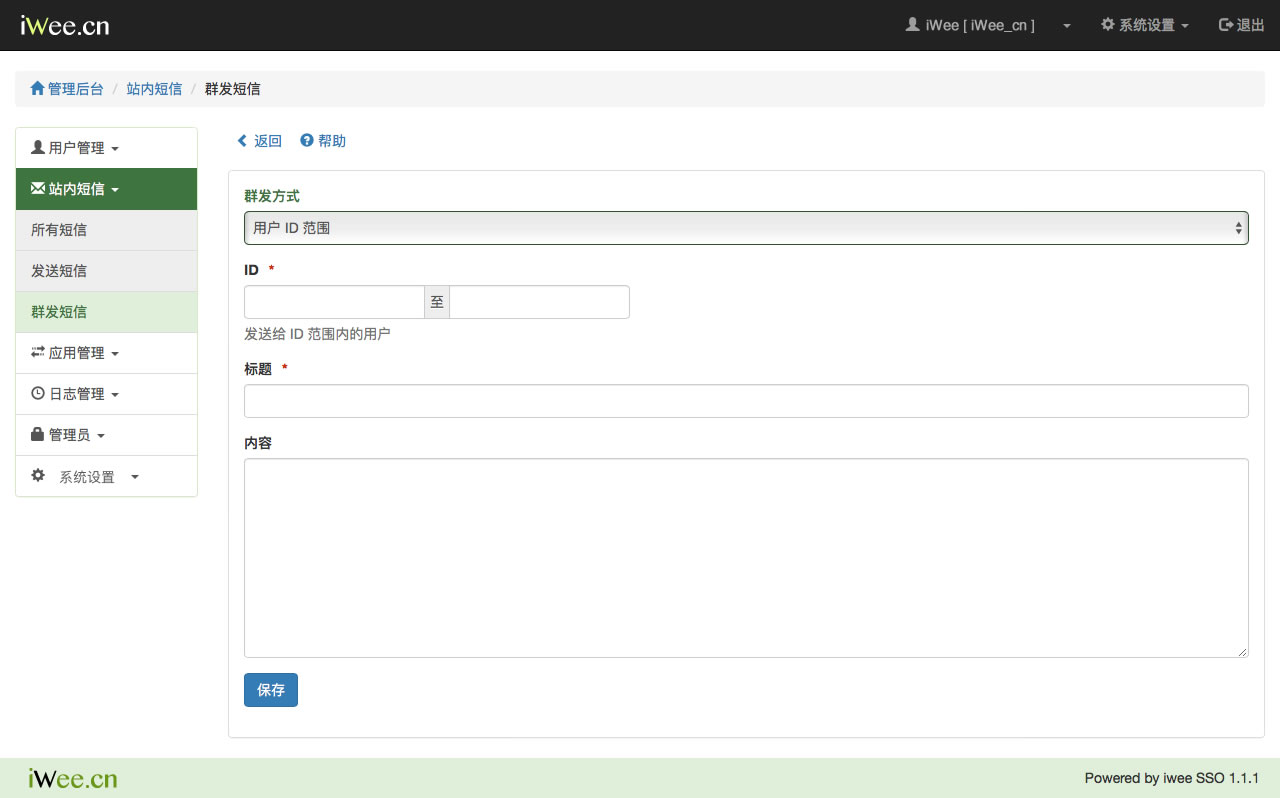 iWee.cn
iWee [ iWee_cn ]
系统设置
退出
管理后台 / 站内短信 / 群发短信
用户管理
站内短信
所有短信
发送短信
群发短信
应用管理
日志管理
管理员
系统设置
返回
帮助
群发方式
用户 ID 范围
ID *
至
发送给 ID 范围内的用户
标题 *
内容
保存
iWee.cn
Powered by iwee SSO 1.1.1